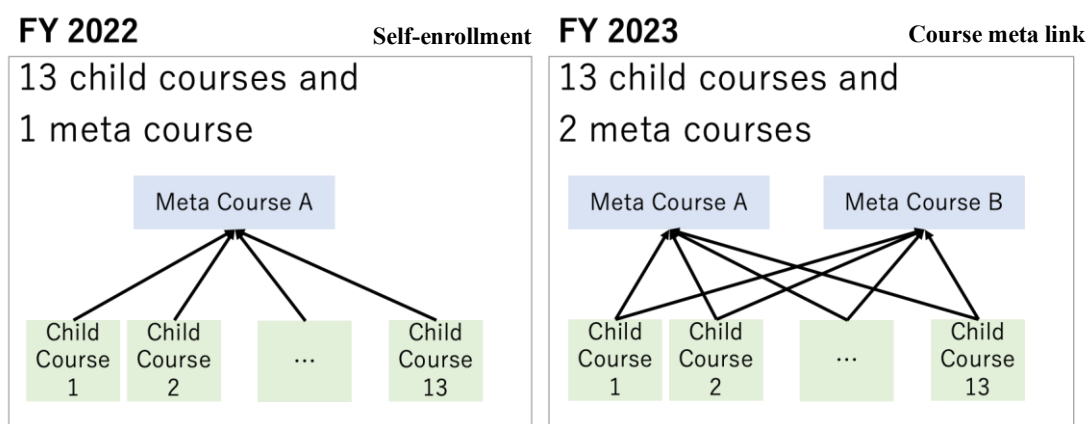 FY 2022
Self-enrollment
13 child courses and
1 meta course
Meta Course A
Child
Course
1
Child
Course
2
...
Child
Course
13
FY 2023
Course meta link
13 child courses and
2 meta courses
Meta Course A
Meta Course B
Child
Course
1
Child
Course
2
...
Child
Course
13